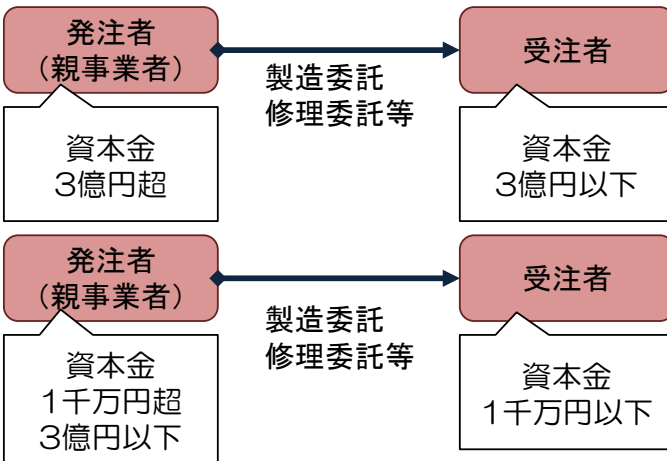 発注者
（親事業者）
製造委託
修理委託等
受注者
資本金
3億円超
資本金
3億円以下
発注者
（親事業者）
製造委託
修理委託等
受注者
資本金
1千万円超
3億円以下
資本金
1千万円以下